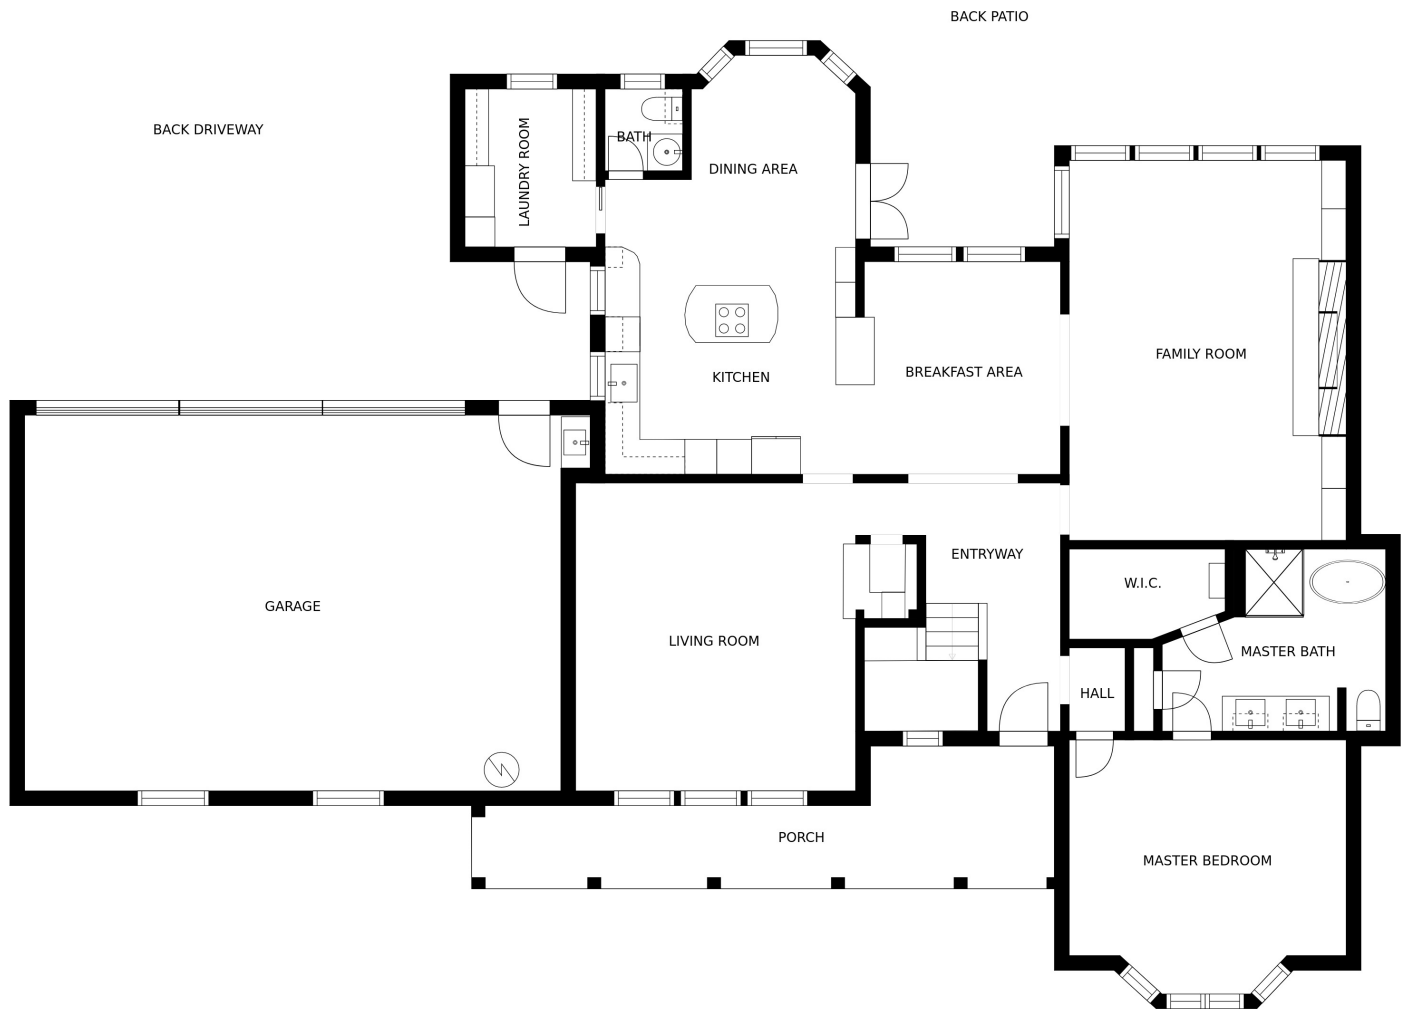 BACK PATIO
BACK DRIVEWAY
LAUNDRY ROOM
BATH
DINING AREA
FAMILY ROOM
BREAKFAST AREA
KITCHEN
ENTRYWAY
W.I.C.
GARAGE
LIVING ROOM
MASTER BATH
HALL
PORCH
MASTER BEDROOM